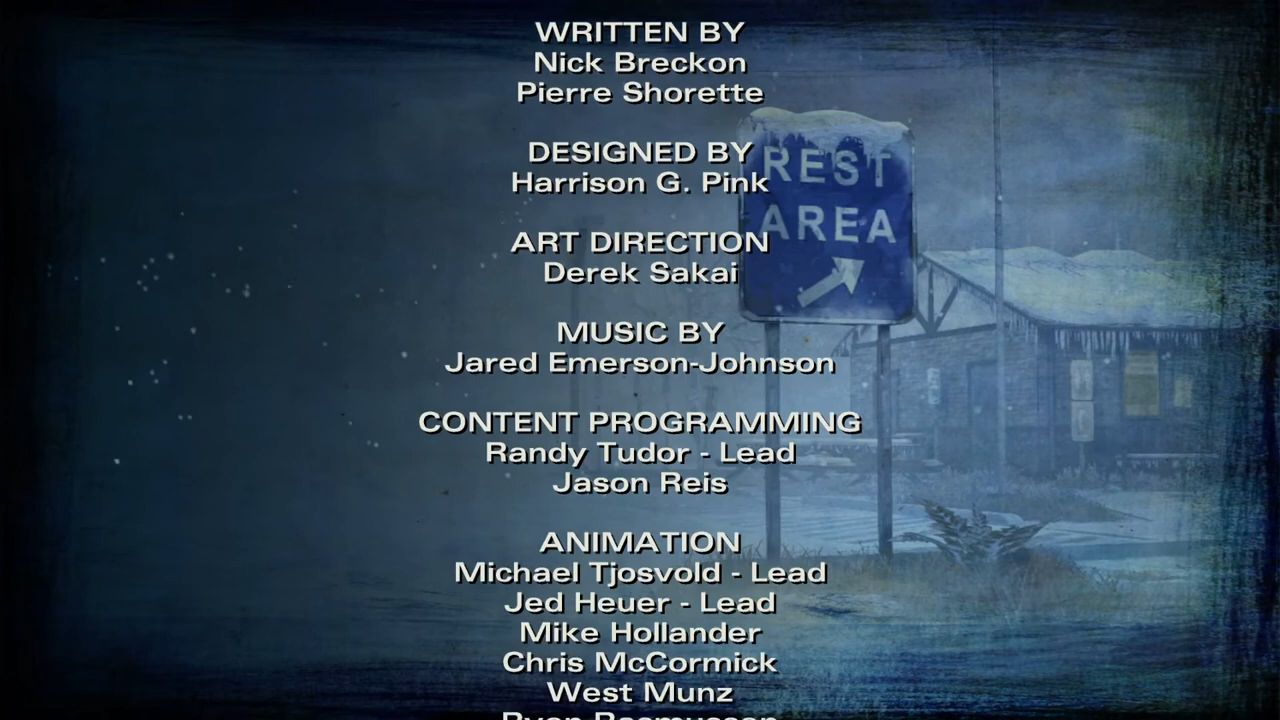 WRITTEN BY
Nick Breckon
Pierre Shorette
DESIGNED BY
Harrison G. Pink
ART DIRECTION
Derek Sakai
MUSIC BY
Jared Emerson-Johnson
CONTENT PROGRAMMING
Randy Tudor - Lead
Jason Reis
ANIMATION
Michael Tjosvold - Lead
Jed Heuer - Lead
Mike Hollander
Chris McCormick
West Munz
REST
AREA